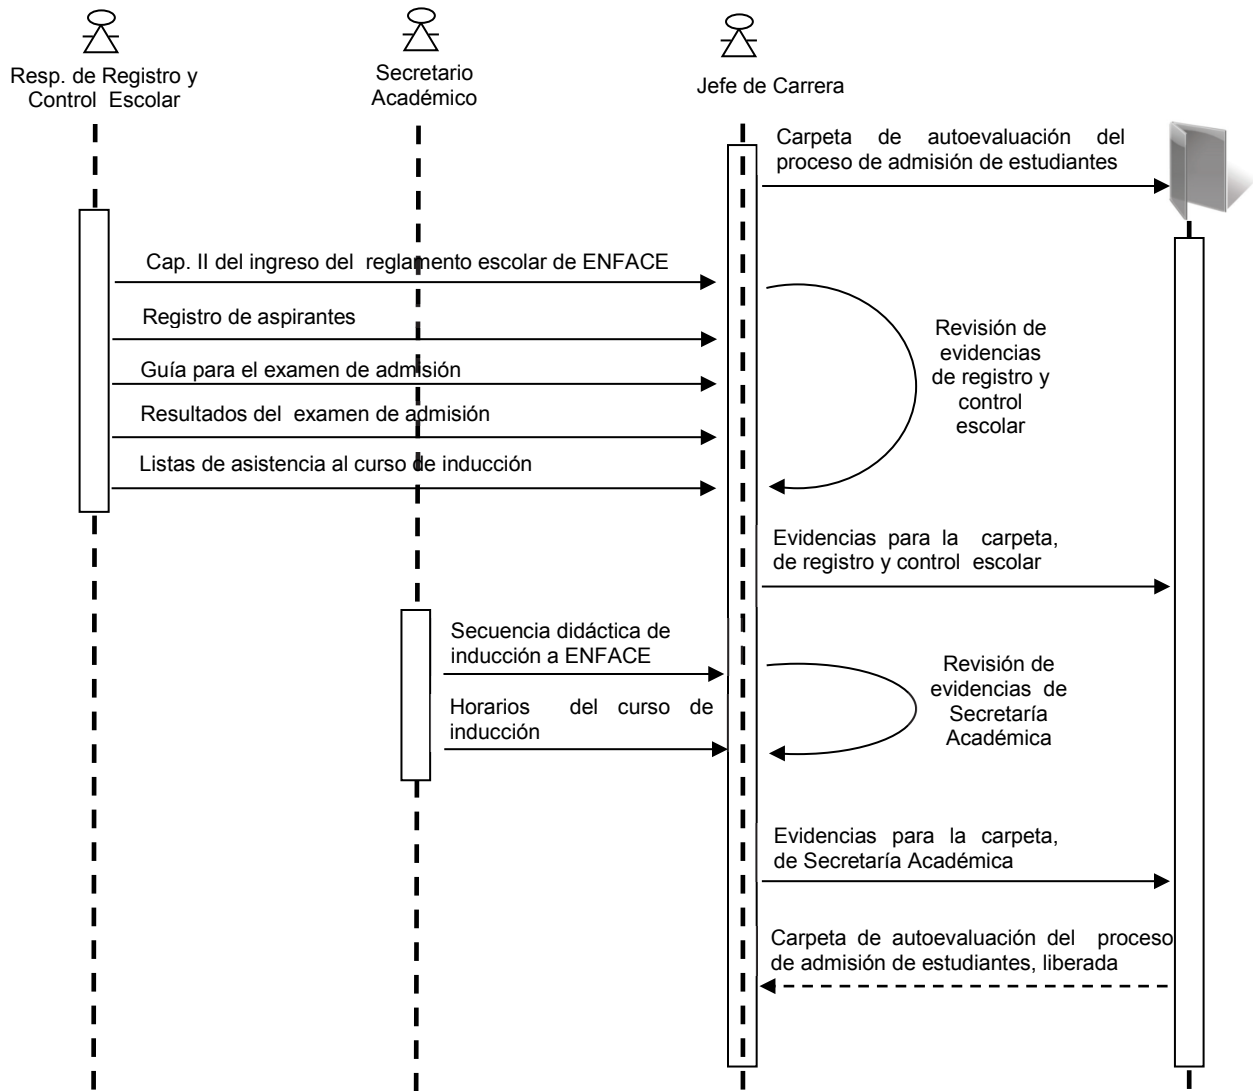 Resp. de Registro y
Control Escolar
Secretario
Académico
Jefe de Carrera
Carpeta de autoevaluación del
proceso de admisión de estudiantes
Cap. II del ingreso del reglamento escolar de ENFACE
Registro de aspirantes
Guía para el examen de admisión
Resultados del examen de admisión
Listas de asistencia al curso de inducción
Revisión de
evidencias
de registro y
control
escolar
Evidencias para la carpeta,
de registro y control escolar
Secuencia didáctica de
inducción a ENFACE
Horarios del curso de
inducción
Revisión de
evidencias de
Secretaría
Académica
Evidencias para la carpeta,
de Secretaría Académica
Carpeta de autoevaluación del proceso
de admisión de estudiantes, liberada